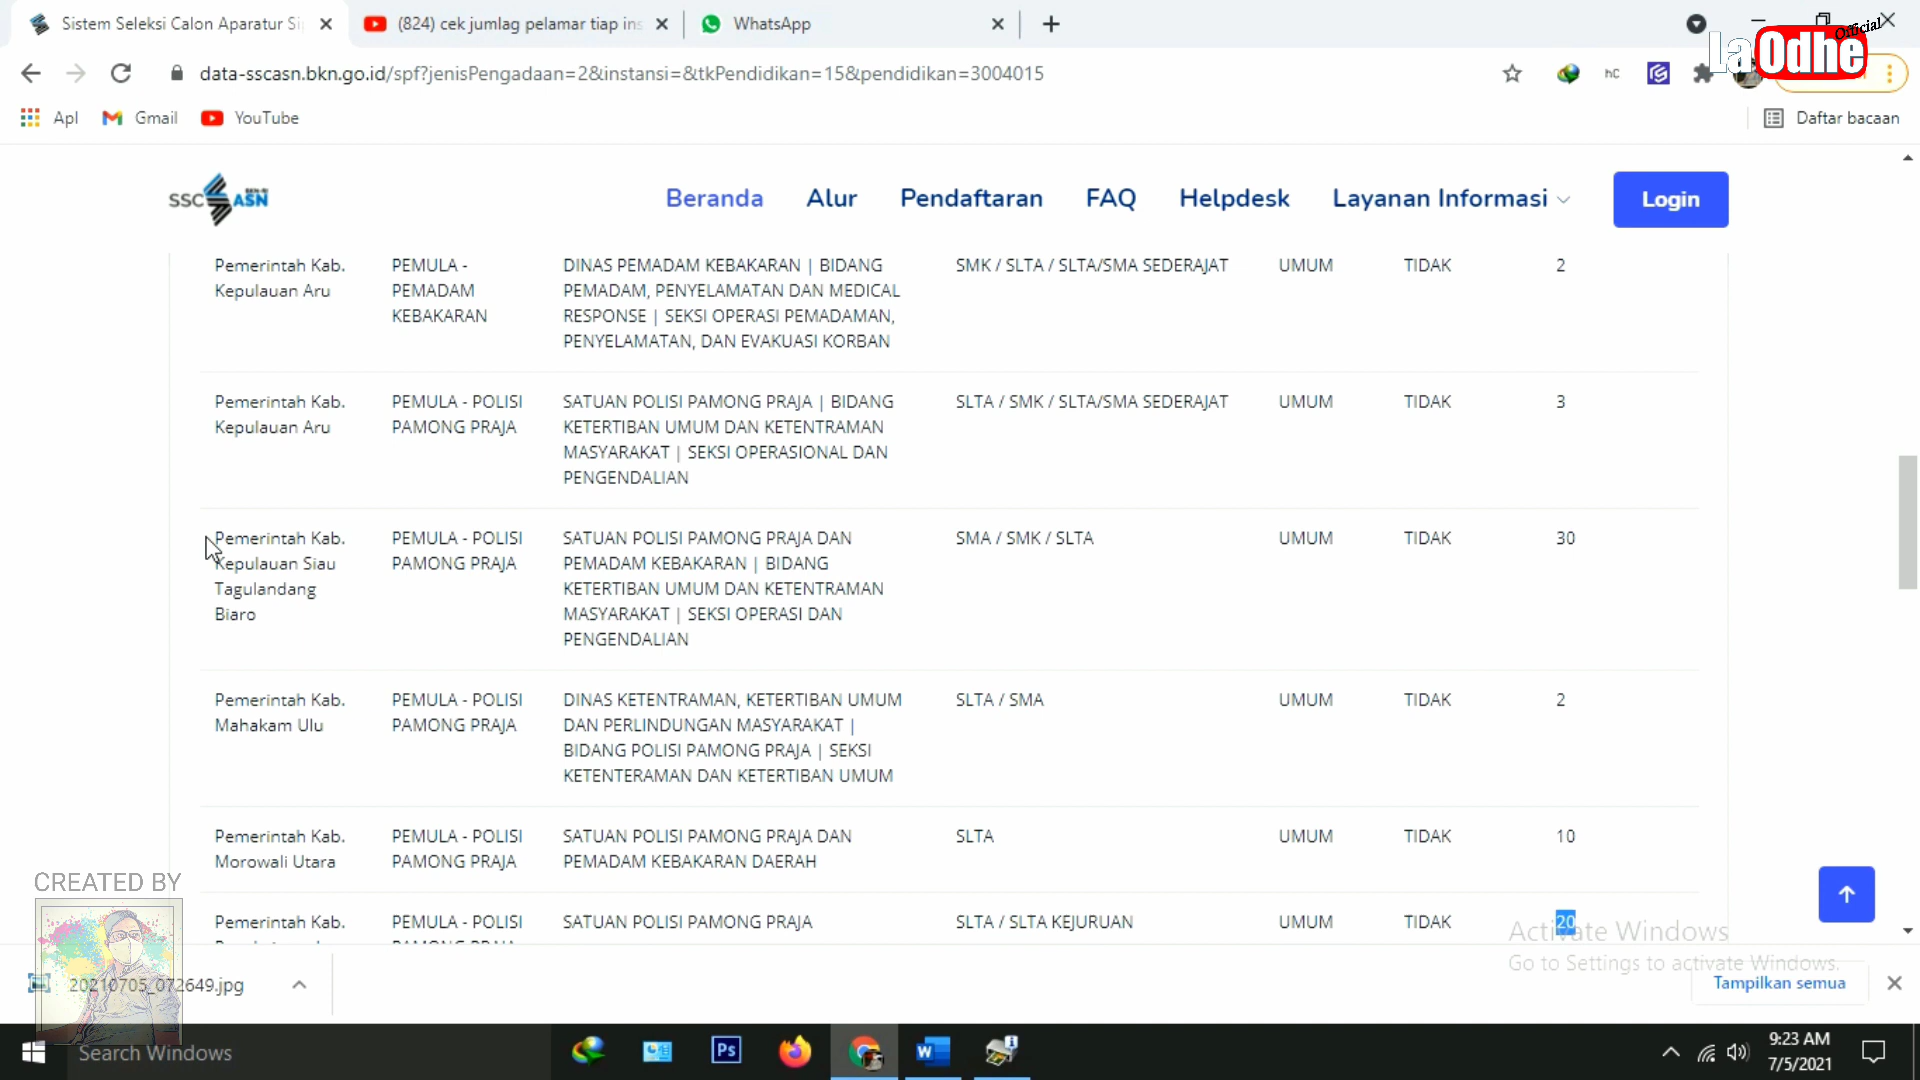 Sistem Seleksi Calon Aparatur Si
(824) cek jumlag pelamar tiap ins
WhatsApp
LaOdhe Official
data-sscasn.bkn.go.id/spf?jenisPengadaan=2&instansi=&tkPendidikan=15&pendidikan=3004015
hC
Apl
Gmail
YouTube
Daftar bacaan
SSCASN BKN-RI
Beranda
Alur
Pendaftaran
FAQ
Helpdesk
Layanan Informasi
Login
Pemerintah Kab.
Kepulauan Aru
PEMULA -
PEMADAM
KEBAKARAN
DINAS PEMADAM KEBAKARAN | BIDANG
PEMADAM, PENYELAMATAN DAN MEDICAL
RESPONSE | SEKSI OPERASI PEMADAMAN,
PENYELAMATAN, DAN EVAKUASI KORBAN
SMK / SLTA / SLTA/SMA SEDERAJAT
UMUM
TIDAK
2
Pemerintah Kab.
Kepulauan Aru
PEMULA - POLISI
PAMONG PRAJA
SATUAN POLISI PAMONG PRAJA | BIDANG
KETERTIBAN UMUM DAN KETENTRAMAN
MASYARAKAT | SEKSI OPERASIONAL DAN
PENGENDALIAN
SLTA / SMK / SLTA/SMA SEDERAJAT
UMUM
TIDAK
3
Pemerintah Kab.
Kepulauan Siau
Tagulandang
Biaro
PEMULA - POLISI
PAMONG PRAJA
SATUAN POLISI PAMONG PRAJA DAN
PEMADAM KEBAKARAN | BIDANG
KETERTIBAN UMUM DAN KETENTRAMAN
MASYARAKAT | SEKSI OPERASI DAN
PENGENDALIAN
SMA / SMK / SLTA
UMUM
TIDAK
30
Pemerintah Kab.
Mahakam Ulu
PEMULA - POLISI
PAMONG PRAJA
DINAS KETENTRAMAN, KETERTIBAN UMUM
DAN PERLINDUNGAN MASYARAKAT |
BIDANG POLISI PAMONG PRAJA | SEKSI
KETENTERAMAN DAN KETERTIBAN UMUM
SLTA / SMA
UMUM
TIDAK
2
Pemerintah Kab.
Morowali Utara
PEMULA - POLISI
PAMONG PRAJA
SATUAN POLISI PAMONG PRAJA DAN
PEMADAM KEBAKARAN DAERAH
SLTA
UMUM
TIDAK
10
Pemerintah Kab.
PEMULA - POLISI
PAMONG PRAJA
SATUAN POLISI PAMONG PRAJA
SLTA / SLTA KEJURUAN
UMUM
TIDAK
20
CREATED BY
Activate Windows
Go to Settings to activate Windows.
20210705_072649.jpg
Tampilkan semua
Search Windows
Ps
W
9:23 AM
7/5/2021